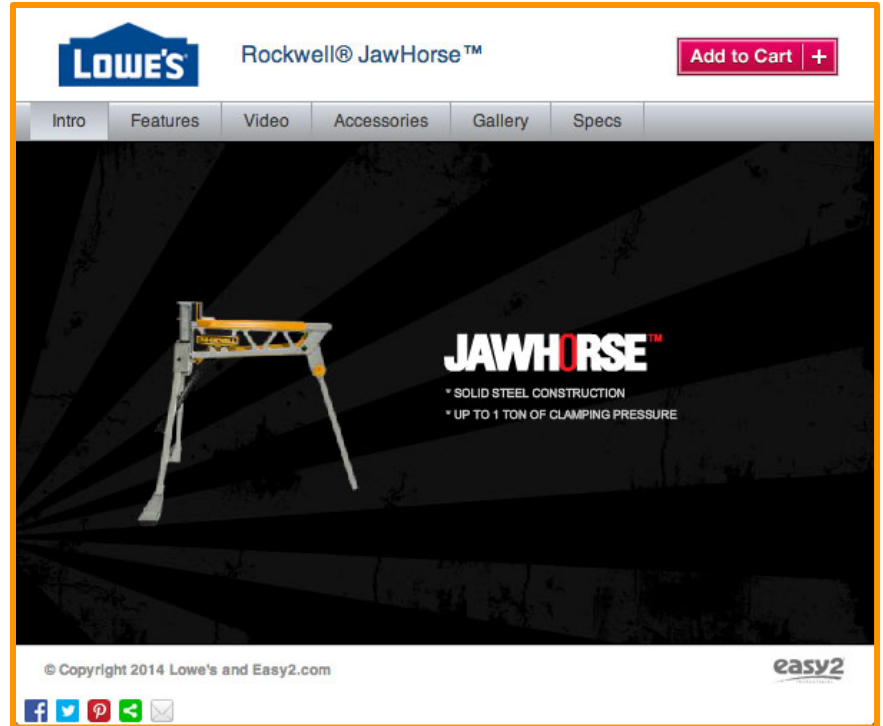 LOWE'S
Rockwell® JawHorse™
Add to Cart +
Intro Features Video Accessories Gallery Specs
ROCKWELL
JAWHORSE™
* SOLID STEEL CONSTRUCTION
* UP TO 1 TON OF CLAMPING PRESSURE
© Copyright 2014 Lowe's and Easy2.com
easy2